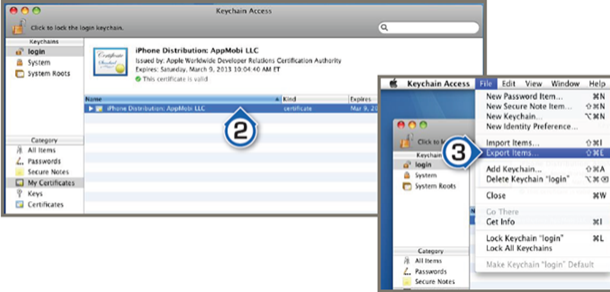 Keychain Access
Click to lock the login keychain.
Keychains
login
System
System Roots
iPhone Distribution: AppMobi LLC
Issued by: Apple Worldwide Developer Relations Certification Authority
Expires: Saturday, March 9, 2013 10:04:40 AM ET
This certificate is valid
Name Kind Expires
iPhone Distribution: AppMobi LLC certificate Mar 9, 20
2
Category
All Items
Passwords
Secure Notes
My Certificates
Keys
Certificates
Keychain Access File Edit View Window Help
New Password Item... ⌘N
New Secure Note Item... ⇧⌘N
New Keychain... ⌥⌘N
New Identity Preference...
Import Items... ⇧⌘I
Export Items... ⇧⌘E
3
Add Keychain... ⇧⌘A
Delete Keychain "login" ⌥⌘⌫
Close ⌘W
Go There
Get Info ⌘I
Lock Keychain "login" ⌘L
Lock All Keychains
Make Keychain "login" Default
Click to
Keychain
login
System
System Roots
Category
All Items
Passwords
Secure Notes